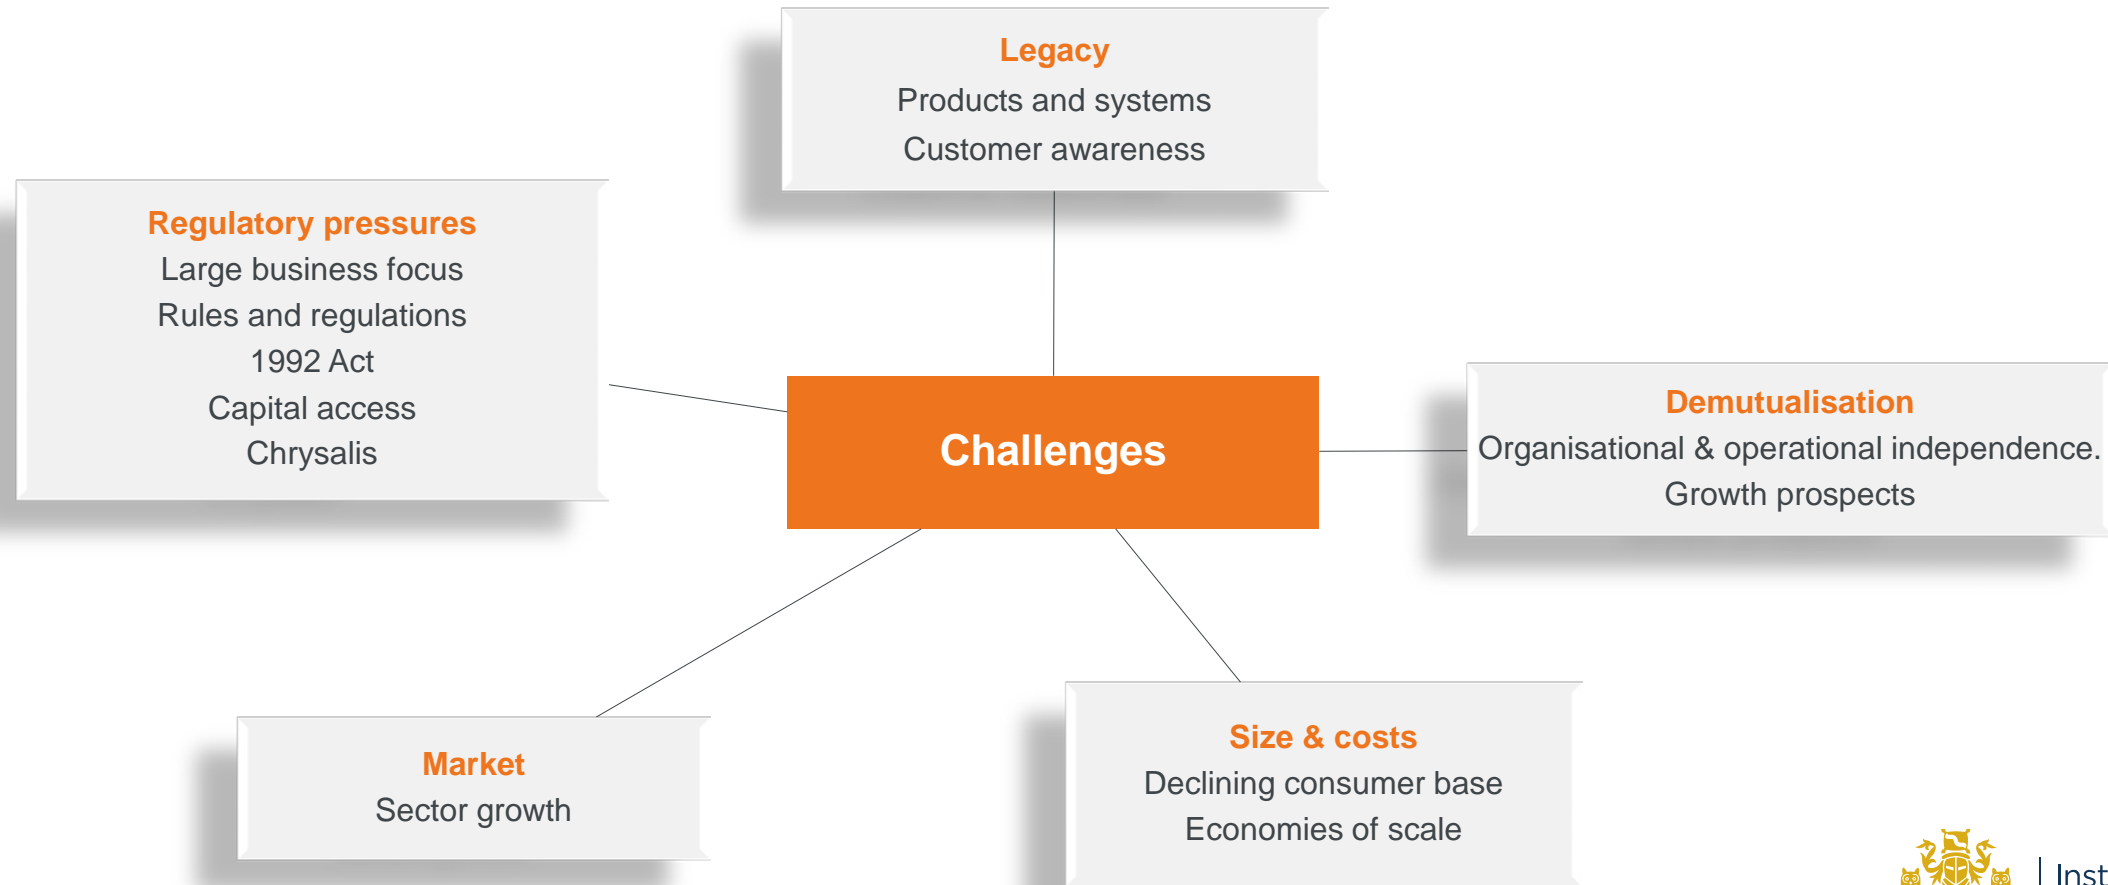 Legacy
Products and systems
Customer awareness
Regulatory pressures
Large business focus
Rules and regulations
1992 Act
Capital access
Chrysalis
Challenges
Demutualisation
Organisational & operational independence.
Growth prospects
Market
Sector growth
Size & costs
Declining consumer base
Economies of scale
Inst